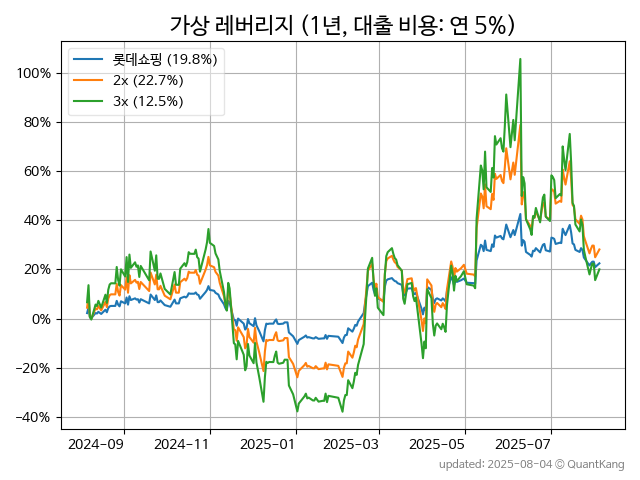 가상 레버리지 (1년, 대출 비용: 연 5%)
롯데쇼핑 (19.8%)
2x (22.7%)
3x (12.5%)
100%
80%
60%
40%
20%
0%
−20%
−40%
2024-09
2024-11
2025-01
2025-03
2025-05
2025-07
updated: 2025-08-04 © QuantKang